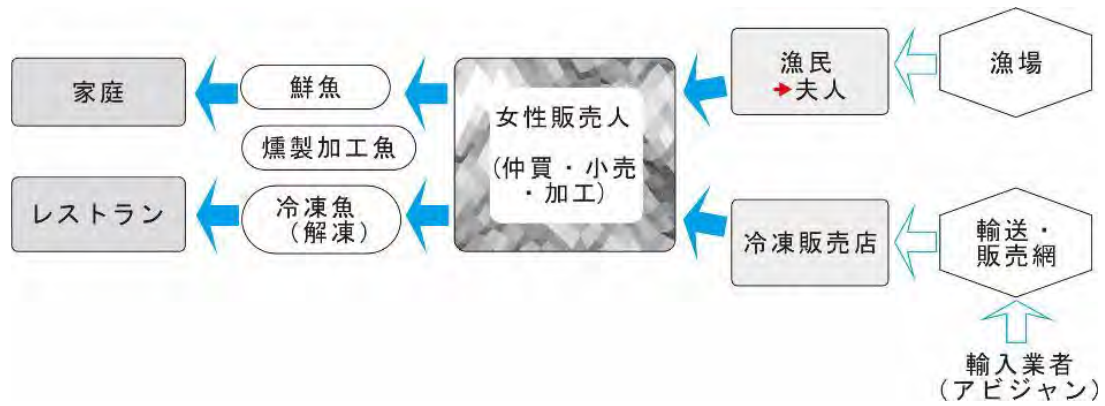 家庭
鮮魚
燻製加工魚
レストラン
冷凍魚
（解凍）
女性販売人
(仲買・小売
・加工)
漁民
夫人
漁場
冷凍販売店
輸送・
販売網
輸入業者
(アビジャン)